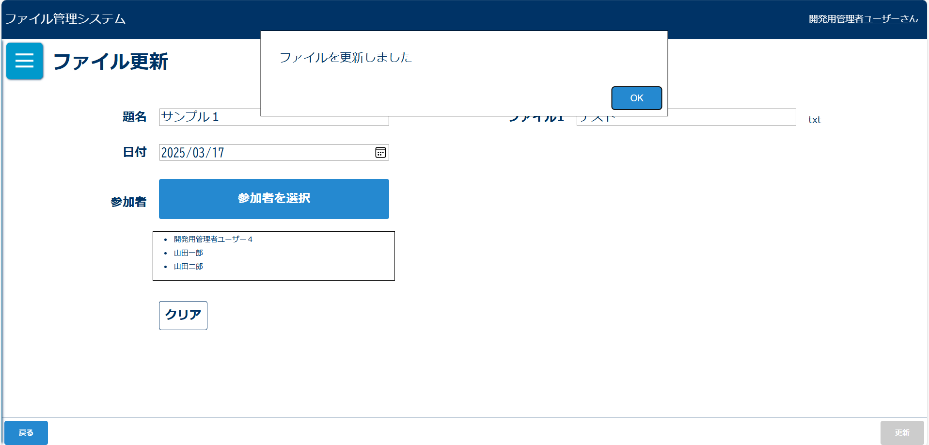 ファイル管理システム
開発用管理者ユーザーさん
ファイル更新
ファイルを更新しました
OK
題名
サンプル1
ファイル1
テスト
txt
日付
2025/03/17
参加者
参加者を選択
開発用管理者ユーザー4
山田一郎
山田二郎
クリア
戻る
更新